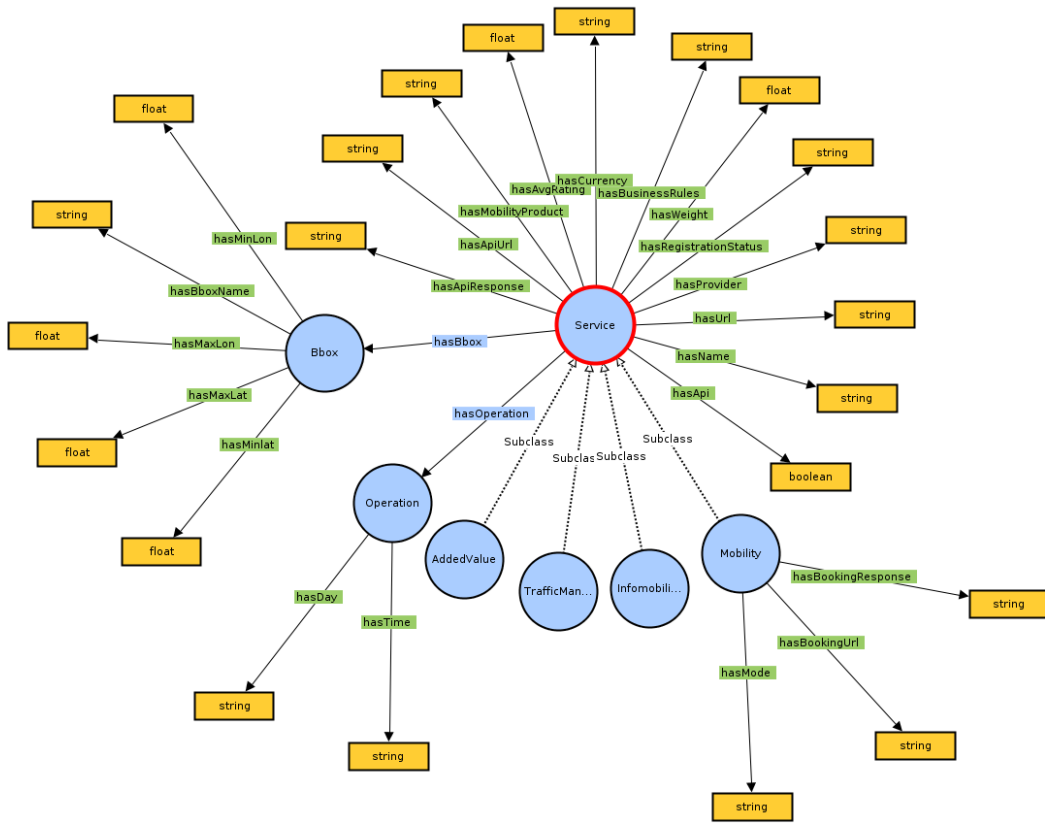 string
float
string
string
float
float
string
string
string
hasCurrency
hasAvgRating
hasBusinessRules
hasMobilityProduct
hasWeight
string
string
string
hasMinLon
hasApiUrl
hasRegistrationStatus
hasBboxName
hasApiResponse
hasProvider
string
hasUrl
Service
float
hasMaxLon
Bbox
hasBbox
hasName
hasMaxLat
hasApi
string
hasOperation
hasMinlat
Subclass
Subclass
float
Subclass
boolean
Operation
float
AddedValue
Mobility
TrafficMan...
Infomobili...
hasBookingResponse
hasDay
string
hasTime
hasBookingUrl
hasMode
string
string
string
string